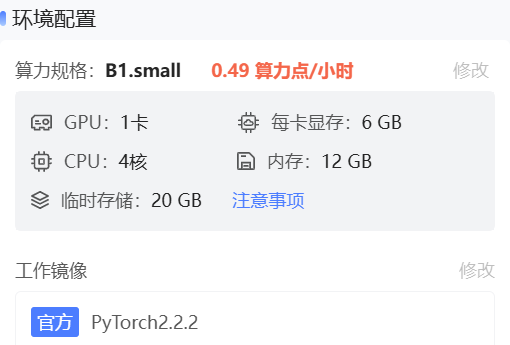 环境配置
算力规格：B1.small 0.49 算力点/小时 修改
GPU：1卡 每卡显存：6 GB
CPU：4核 内存：12 GB
临时存储：20 GB 注意事项
工作镜像 修改
官方 PyTorch2.2.2